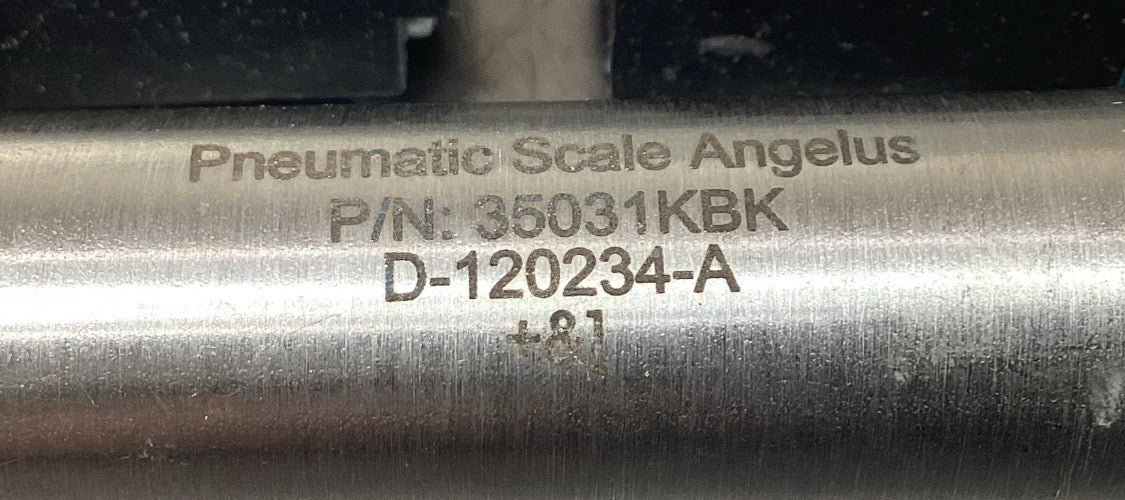 Pneumatic Scale Angelus
P/N: 35031KBK
D-120234-A